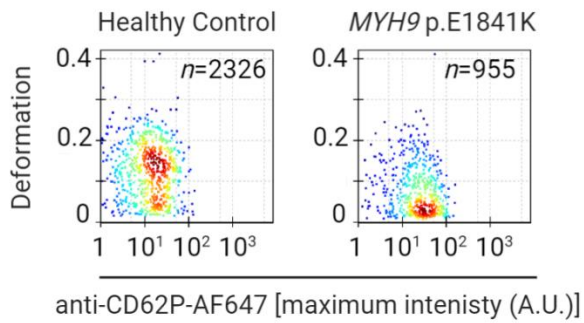 Healthy Control
MYH9 p.E1841K
Deformation
0.4
0.2
0
n=2326
1 10¹ 10² 10³
0.4
0.2
0
n=955
1 10¹ 10² 10³
anti-CD62P-AF647 [maximum intenisty (A.U.)]